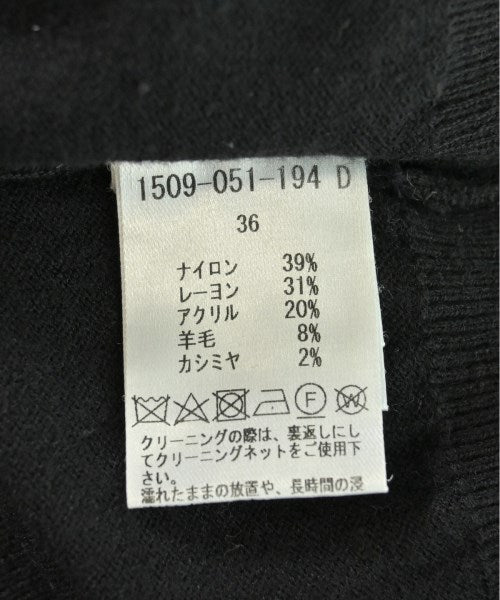 1509-051-194 D
36
ナイロン 39%
レーヨン 31%
アクリル 20%
羊毛 8%
カシミヤ 2%
F W
クリーニングの際は、裏返しにし
てクリーニングネットをご使用下
さい。
濡れたままの放置や、長時間の浸